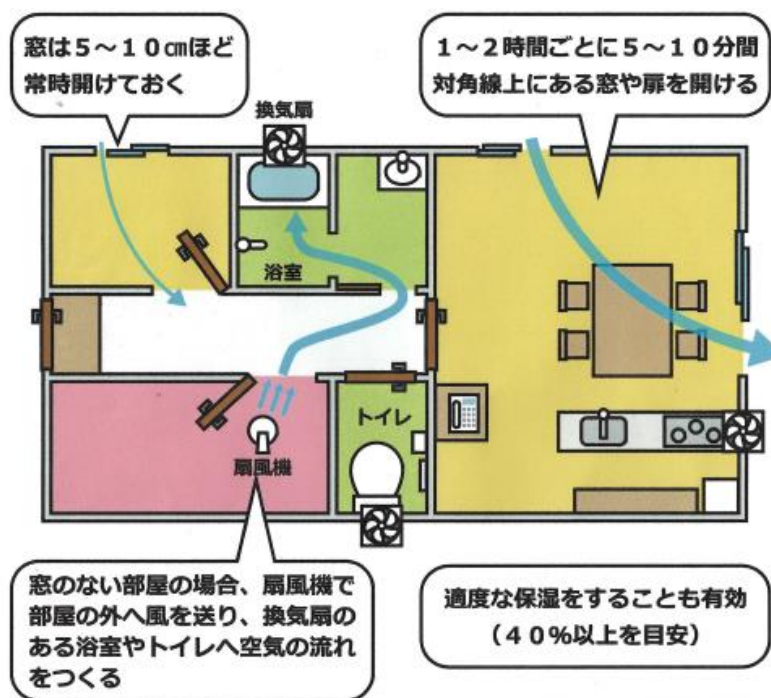 窓は５～１０㎝ほど
常時開けておく
１～２時間ごとに５～１０分間
対角線上にある窓や扉を開ける
換気扇
浴室
トイレ
扇風機
窓のない部屋の場合、扇風機で
部屋の外へ風を送り、換気扇の
ある浴室やトイレへ空気の流れ
をつくる
適度な保湿をすることも有効
（４０％以上を目安）